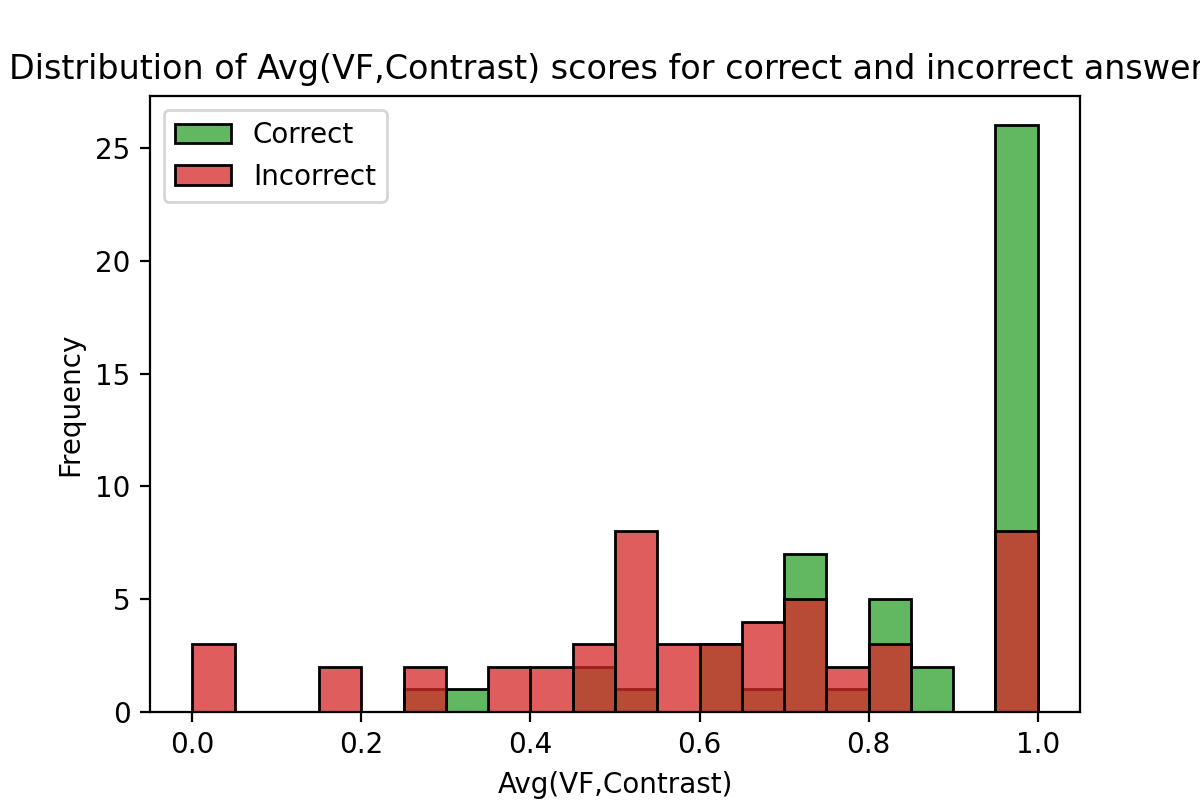 Distribution of Avg(VF,Contrast) scores for correct and incorrect answer
Correct
Incorrect
25
20
15
10
5
0
Frequency
0.0 0.2 0.4 0.6 0.8 1.0
Avg(VF,Contrast)